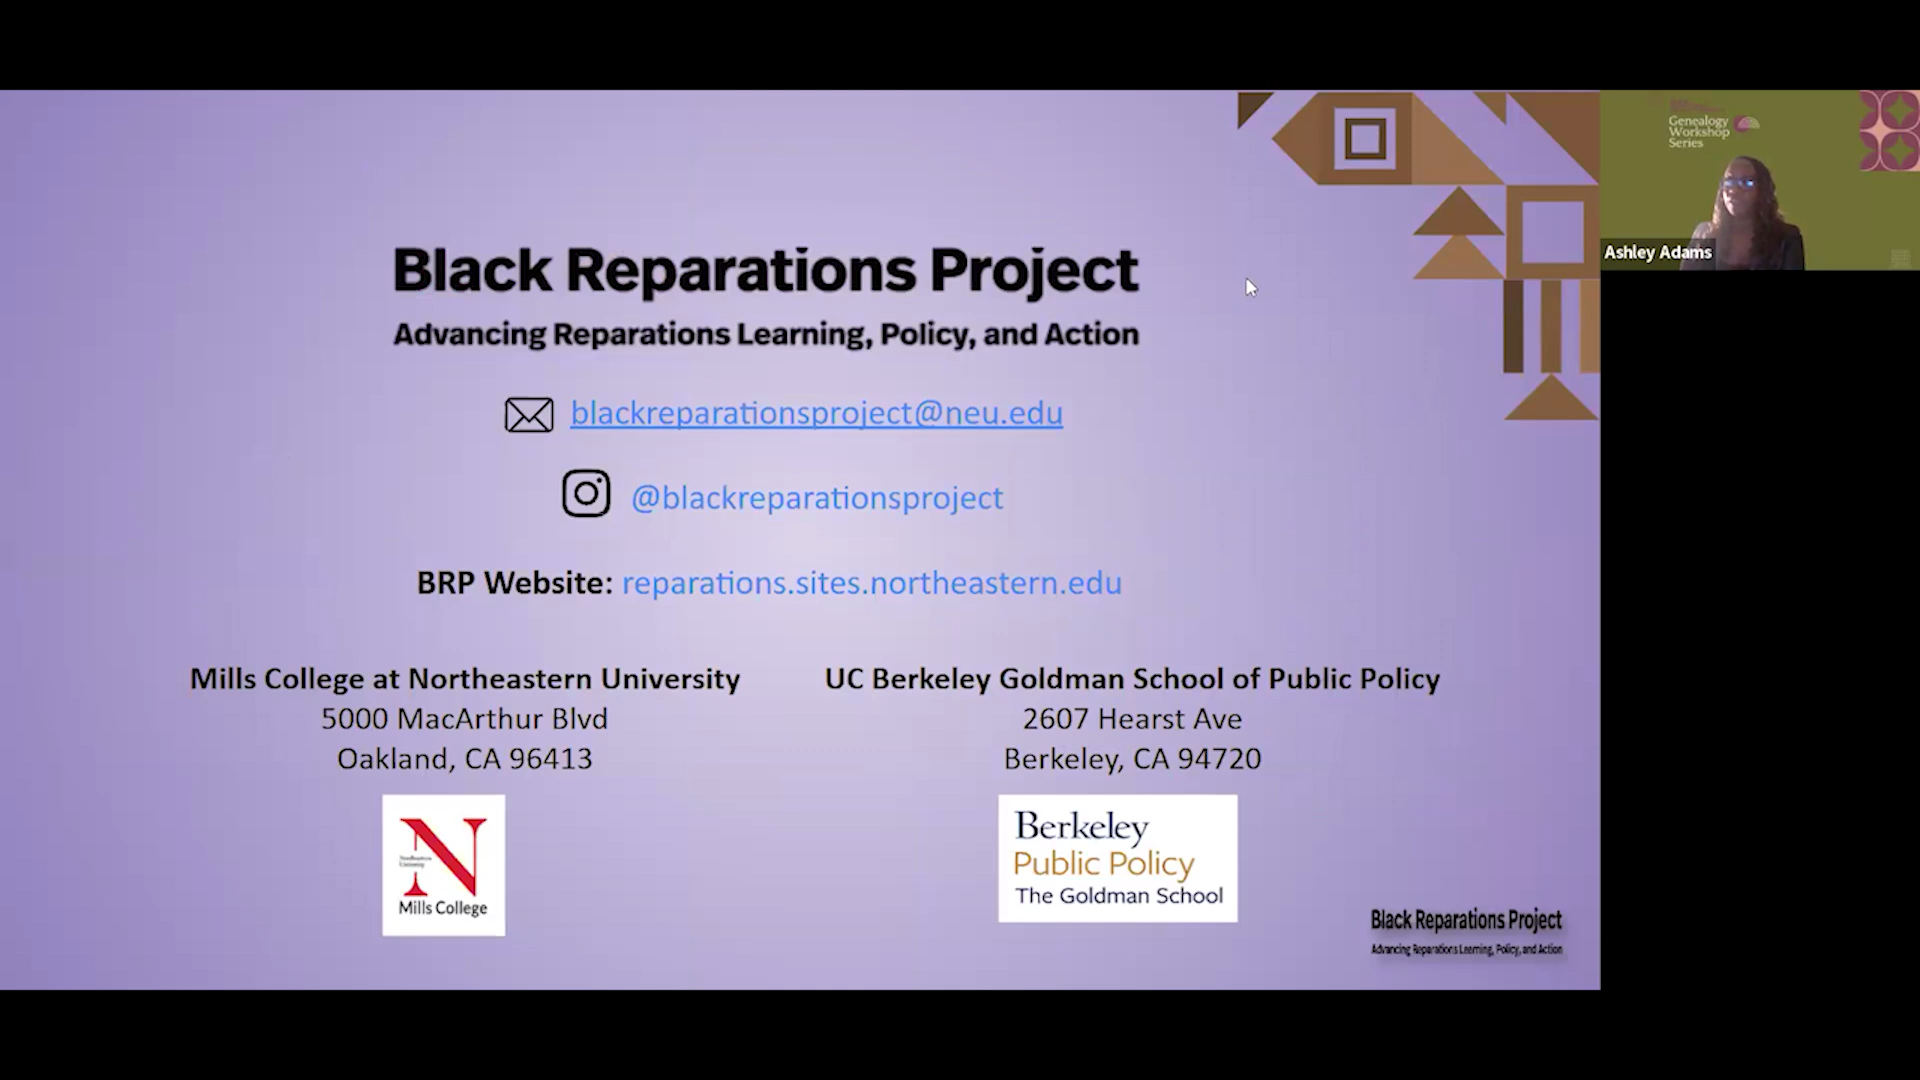 Black Reparations Project
Advancing Reparations Learning, Policy, and Action
blackreparationsproject@neu.edu
@blackreparationsproject
BRP Website: reparations.sites.northeastern.edu
Mills College at Northeastern University
5000 MacArthur Blvd
Oakland, CA 96413
UC Berkeley Goldman School of Public Policy
2607 Hearst Ave
Berkeley, CA 94720
Northeastern
University
Mills College
Berkeley
Public Policy
The Goldman School
Black Reparations Project
Advancing Reparations Learning, Policy, and Action
Genealogy
Workshop
Series
Ashley Adams